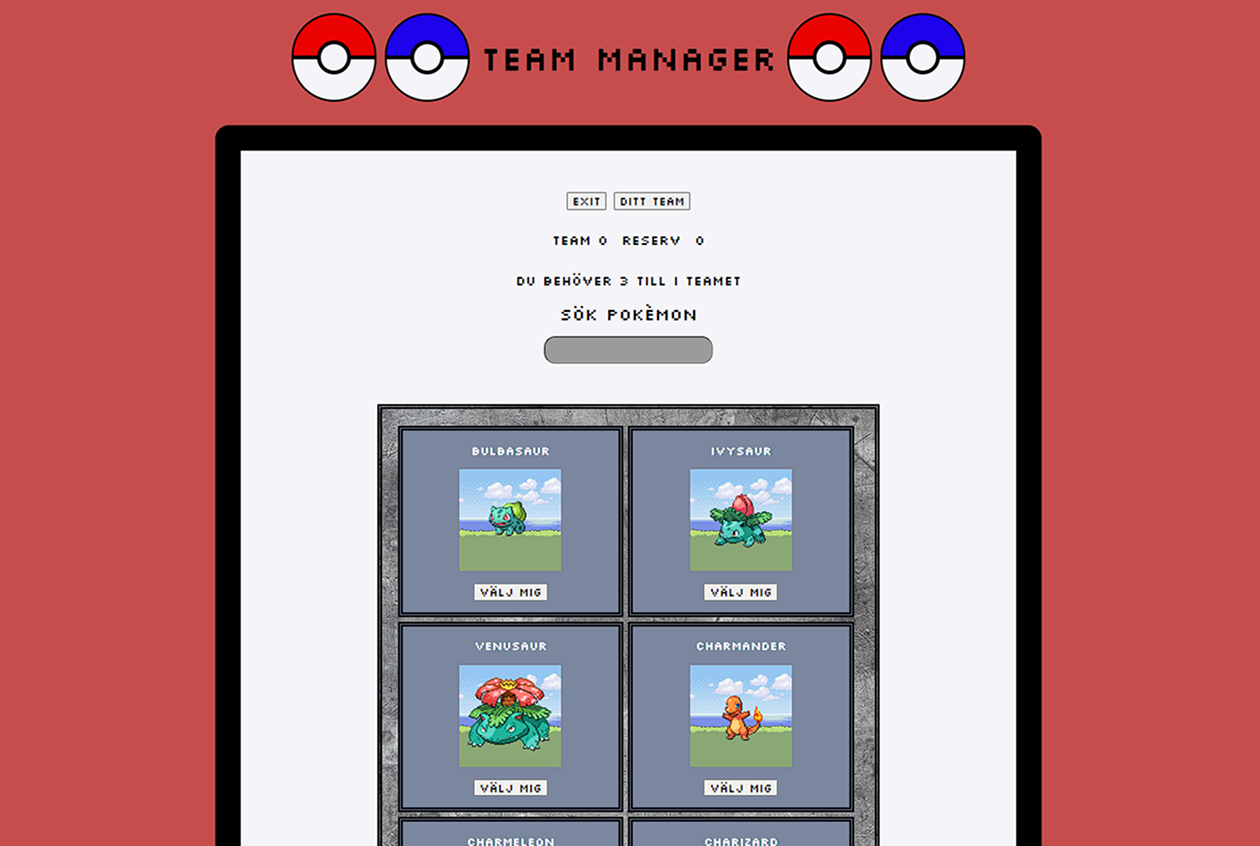 TEAM MANAGER
EXIT DITT TEAM
TEAM 0 RESERV 0
DU BEHÖVER 3 TILL I TEAMET
SÖK POKÈMON
BULBASAUR IVYSAUR
VÄLJ MIG VÄLJ MIG
VENUSAUR CHARMANDER
VÄLJ MIG VÄLJ MIG
CHARMELEON CHARIZARD